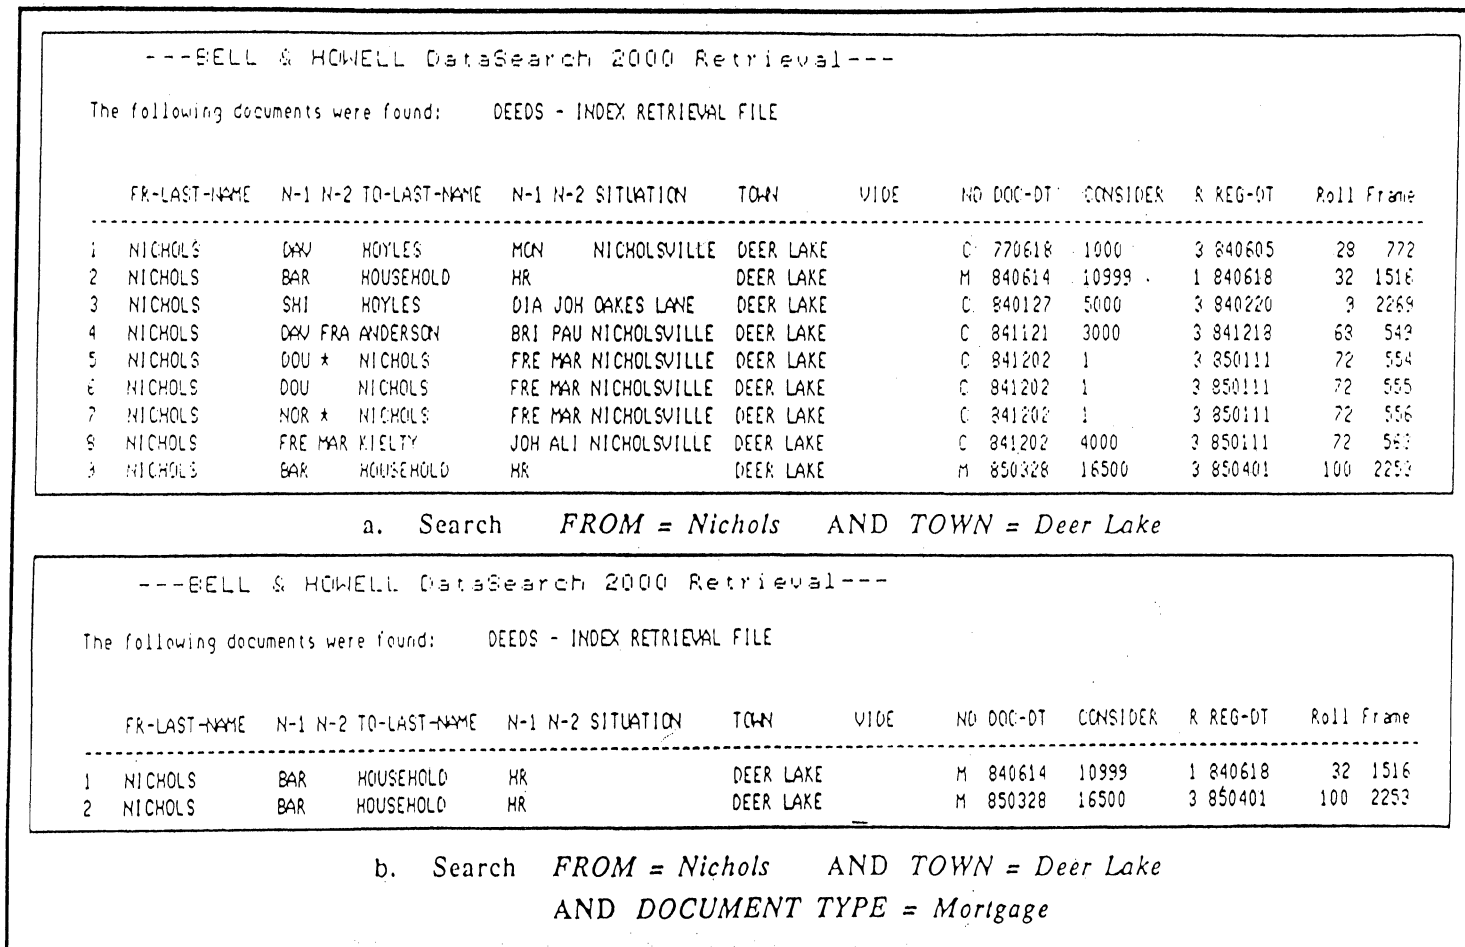 ---BELL & HOWELL DataSearch 2000 Retrieval---
The following documents were found: DEEDS - INDEX RETRIEVAL FILE
FR-LAST-NAME N-1 N-2 TO-LAST-NAME N-1 N-2 SITUATION TOWN VIDE NO DOC-DT CONSIDER R REG-DT Roll Frame
1 NICHOLS DAV HOYLES MON NICHOLSVILLE DEER LAKE C 770618 1000 3 840605 28 772
2 NICHOLS BAR HOUSEHOLD HR DEER LAKE M 840614 10999 1 840618 32 1516
3 NICHOLS SHI HOYLES DIA JOH OAKES LANE DEER LAKE C 840127 5000 3 840220 9 2269
4 NICHOLS DAV FRA ANDERSON BRI PAU NICHOLSVILLE DEER LAKE C 841121 3000 3 841218 68 549
5 NICHOLS DOU * NICHOLS FRE MAR NICHOLSVILLE DEER LAKE C 841202 1 3 850111 72 554
6 NICHOLS DOU NICHOLS FRE MAR NICHOLSVILLE DEER LAKE C 841202 1 3 850111 72 555
7 NICHOLS NOR * NICHOLS FRE MAR NICHOLSVILLE DEER LAKE C 841202 1 3 850111 72 556
8 NICHOLS FRE MAR KIELTY JOH ALI NICHOLSVILLE DEER LAKE C 841202 4000 3 850111 72
9 NICHOLS BAR HOUSEHOLD HR DEER LAKE M 850328 16500 3 850401 100 2253
a. Search FROM = Nichols AND TOWN = Deer Lake
---BELL & HOWELL DataSearch 2000 Retrieval---
The following documents were found: DEEDS - INDEX RETRIEVAL FILE
FR-LAST-NAME N-1 N-2 TO-LAST-NAME N-1 N-2 SITUATION TOWN VIDE NO DOC-DT CONSIDER R REG-DT Roll Frame
1 NICHOLS BAR HOUSEHOLD HR DEER LAKE M 840614 10999 1 840618 32 1516
2 NICHOLS BAR HOUSEHOLD HR DEER LAKE M 850328 16500 3 850401 100 2253
b. Search FROM = Nichols AND TOWN = Deer Lake
AND DOCUMENT TYPE = Mortgage